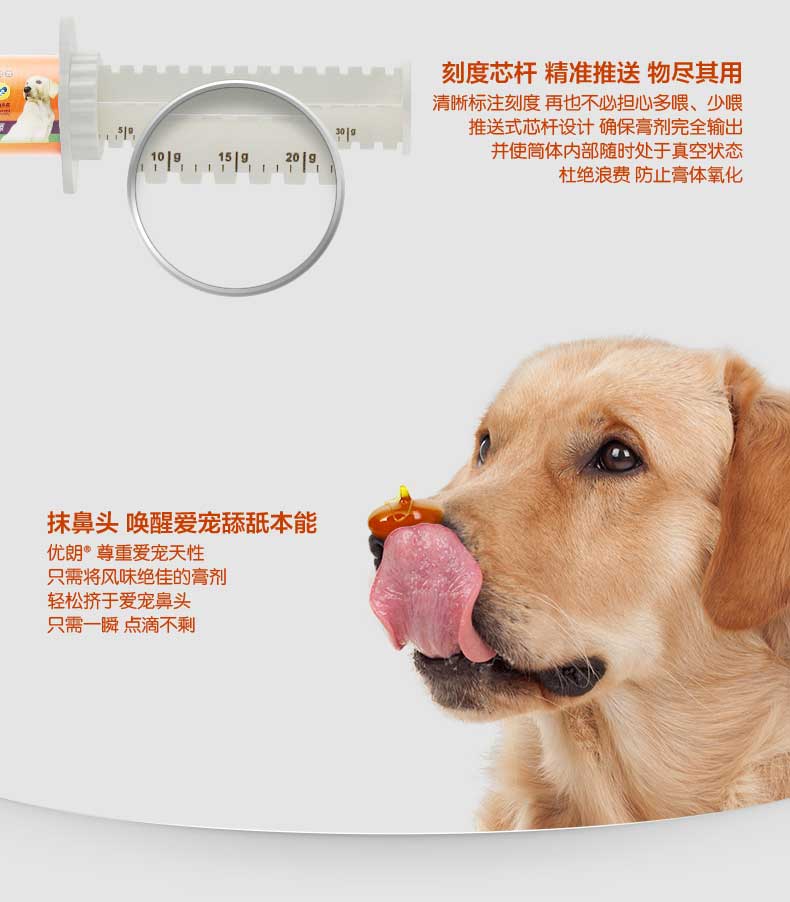 刻度芯杆 精准推送 物尽其用
清晰标注刻度 再也不必担心多喂、少喂
推送式芯杆设计 确保膏剂完全输出
并使筒体内部随时处于真空状态
杜绝浪费 防止膏体氧化
5|g
30|g
10|g 15|g 20|g
抹鼻头 唤醒爱宠舔舐本能
优朗® 尊重爱宠天性
只需将风味绝佳的膏剂
轻松挤于爱宠鼻头
只需一瞬 点滴不剩